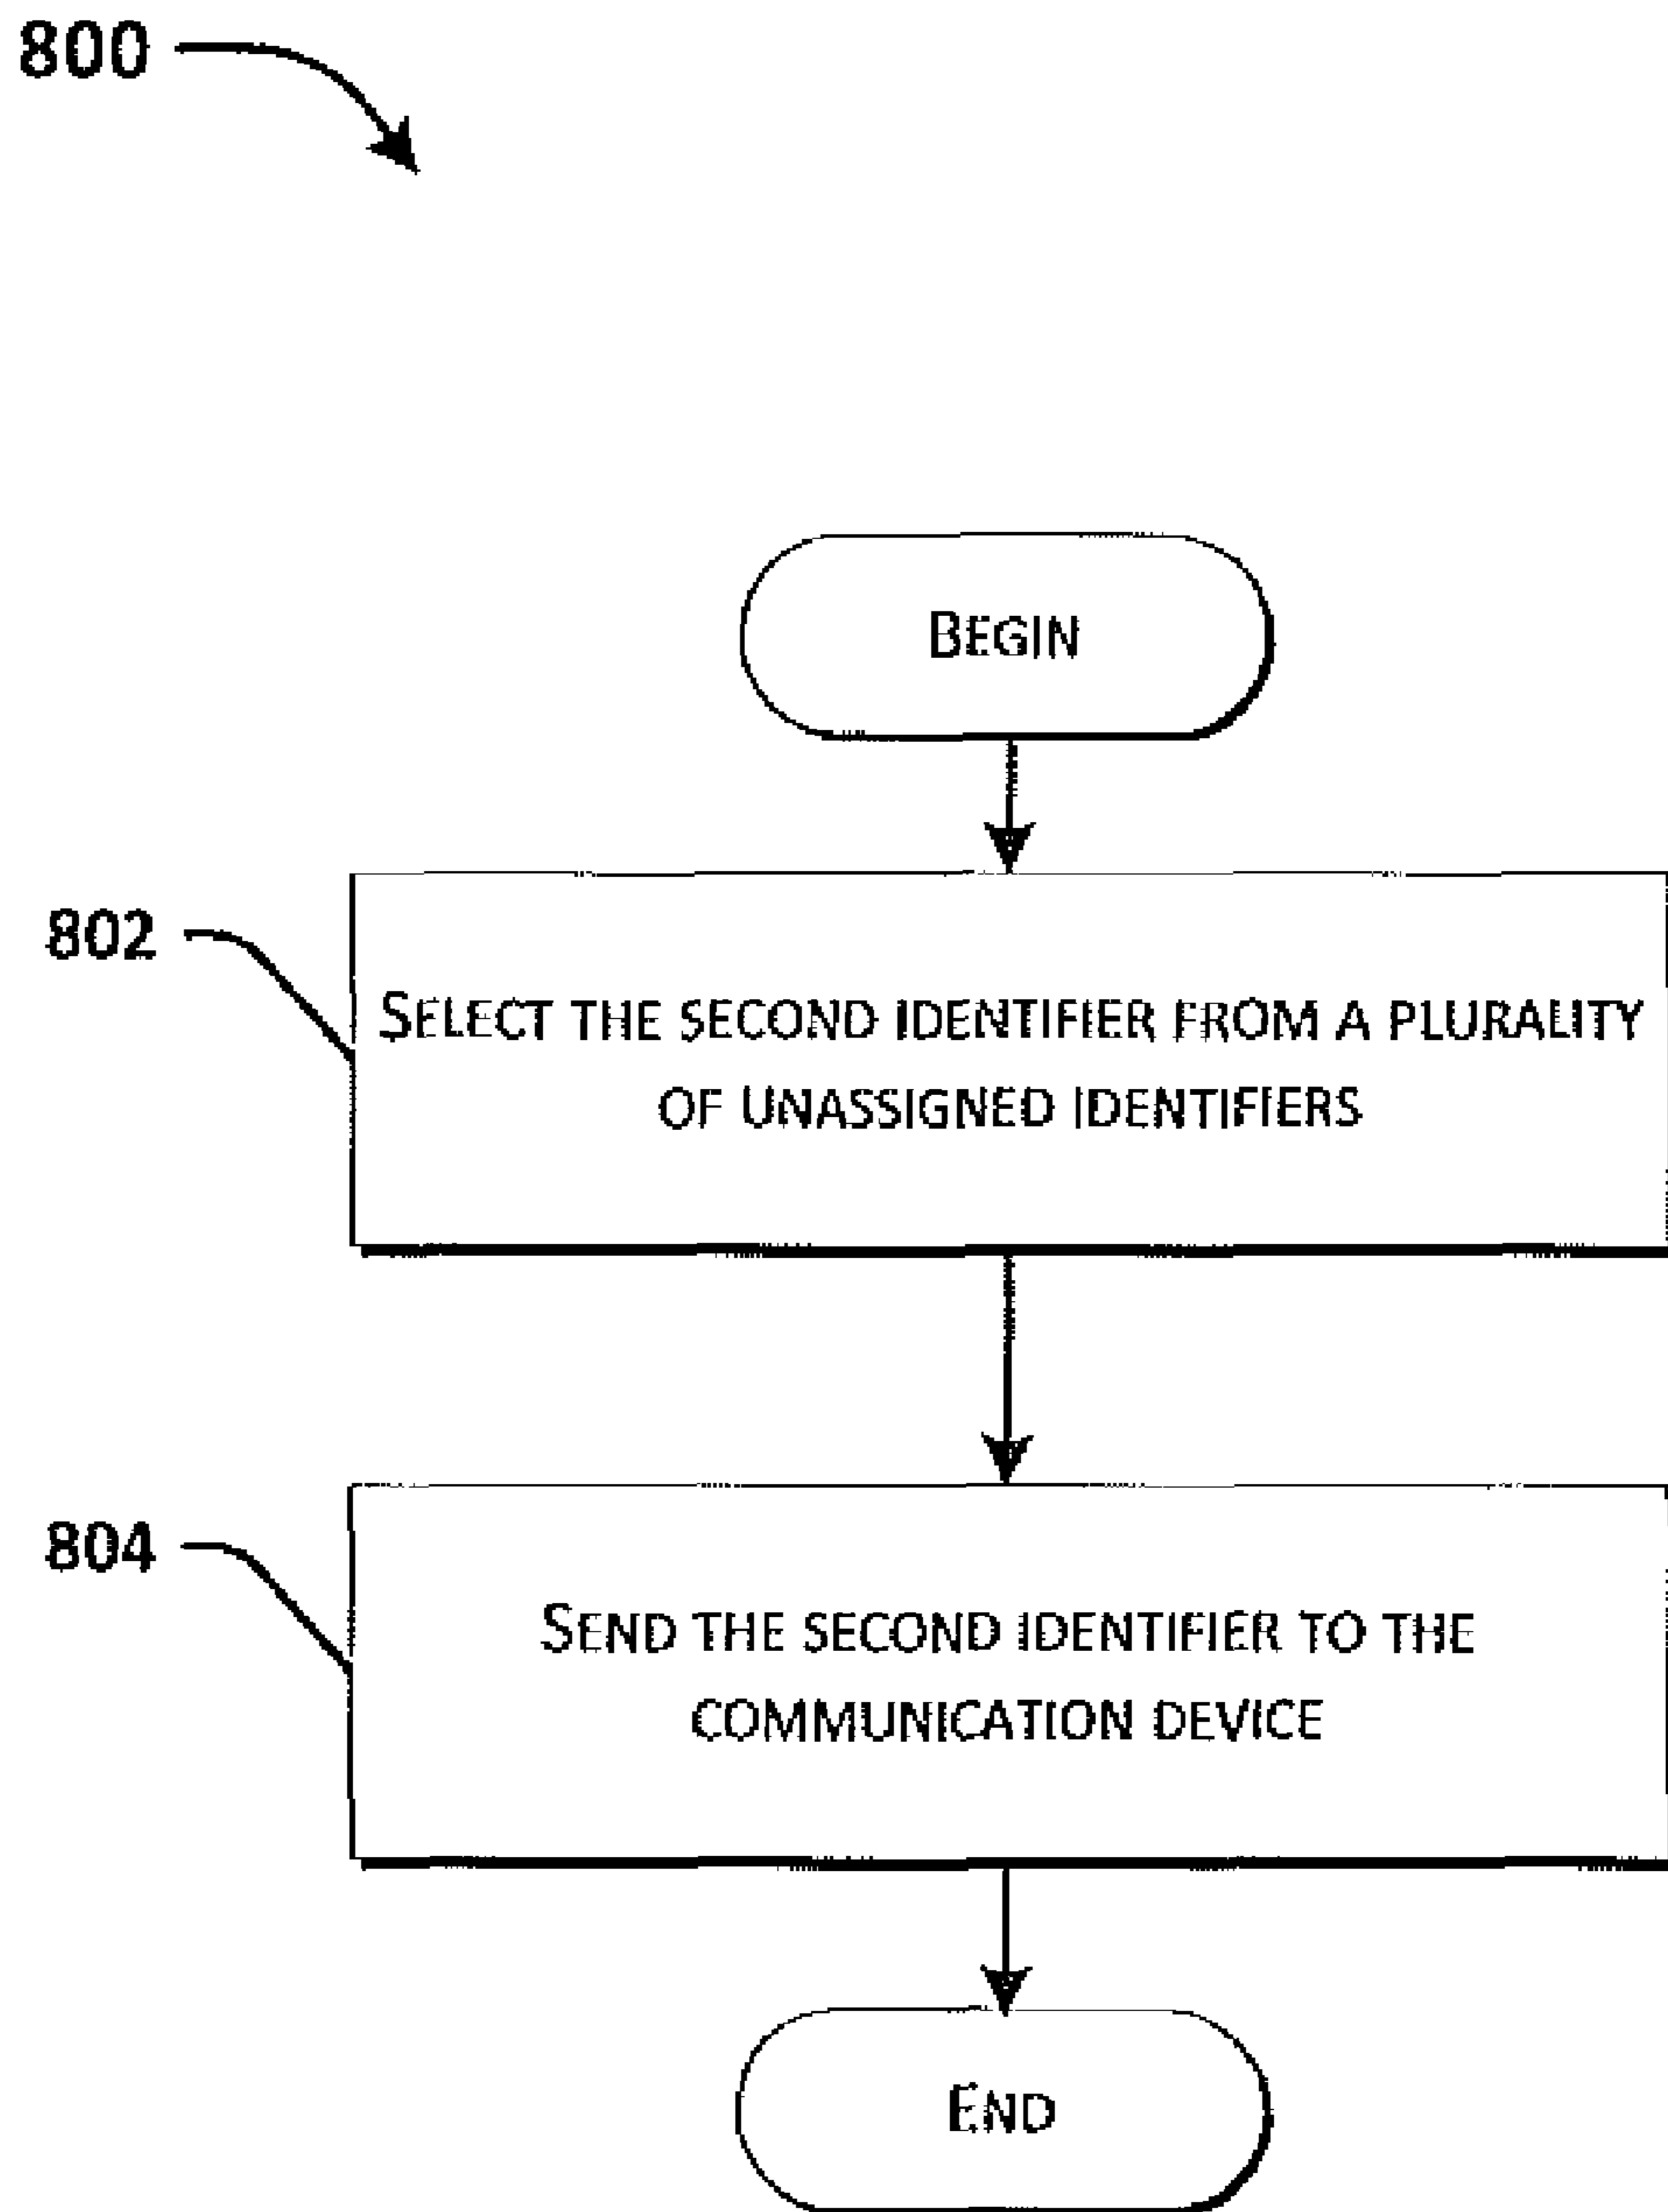 800
BEGIN
802
SELECT THE SECOND IDENTIFIER FROM A PLURALITY
OF UNASSIGNED IDENTIFIERS
804
SEND THE SECOND IDENTIFIER TO THE
COMMUNICATION DEVICE
END